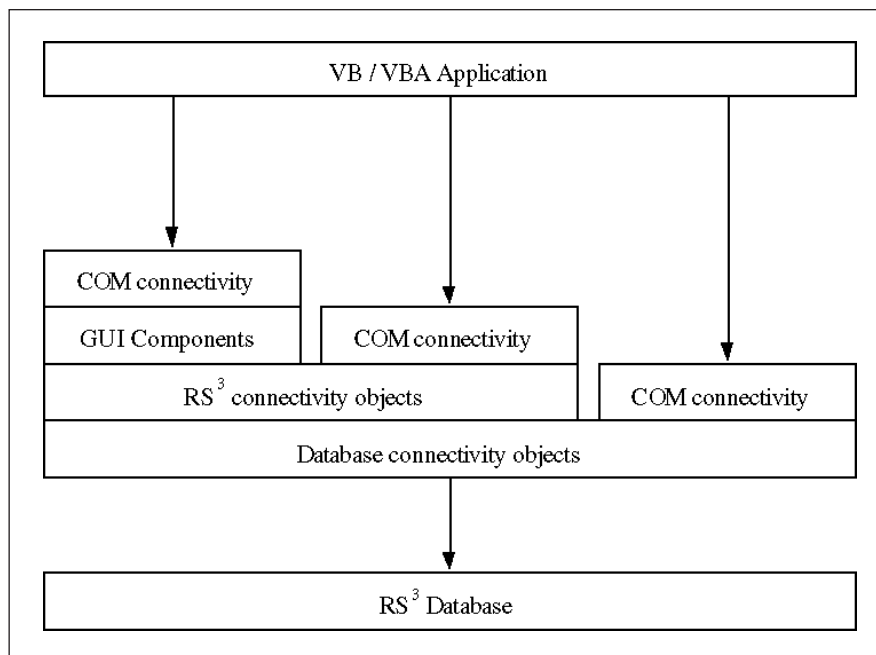 VB / VBA Application
COM connectivity
GUI Components
COM connectivity
RS³ connectivity objects
COM connectivity
Database connectivity objects
RS³ Database